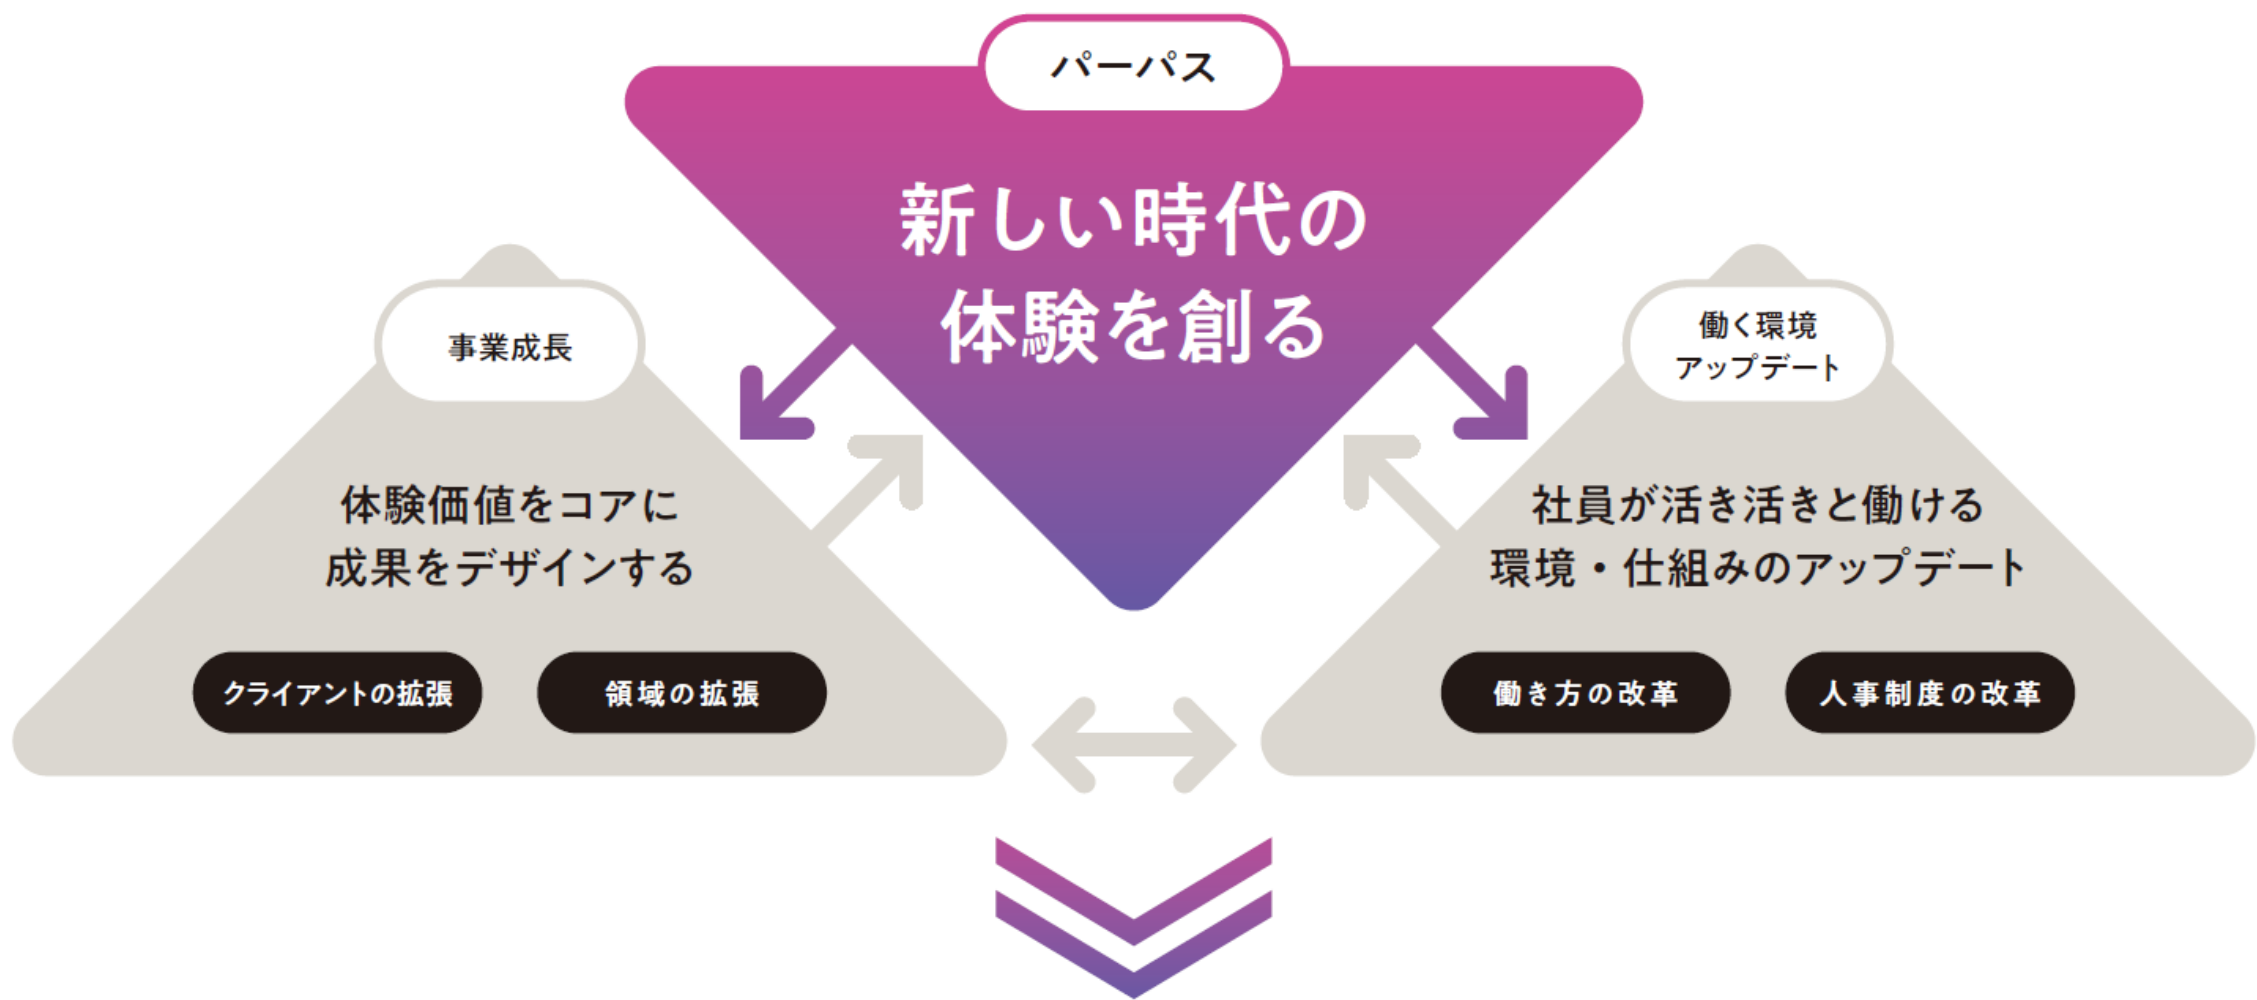 パーパス
新しい時代の
体験を創る
事業成長
体験価値をコアに
成果をデザインする
クライアントの拡張
領域の拡張
働く環境
アップデート
社員が活き活きと働ける
環境・仕組みのアップデート
働き方の改革
人事制度の改革